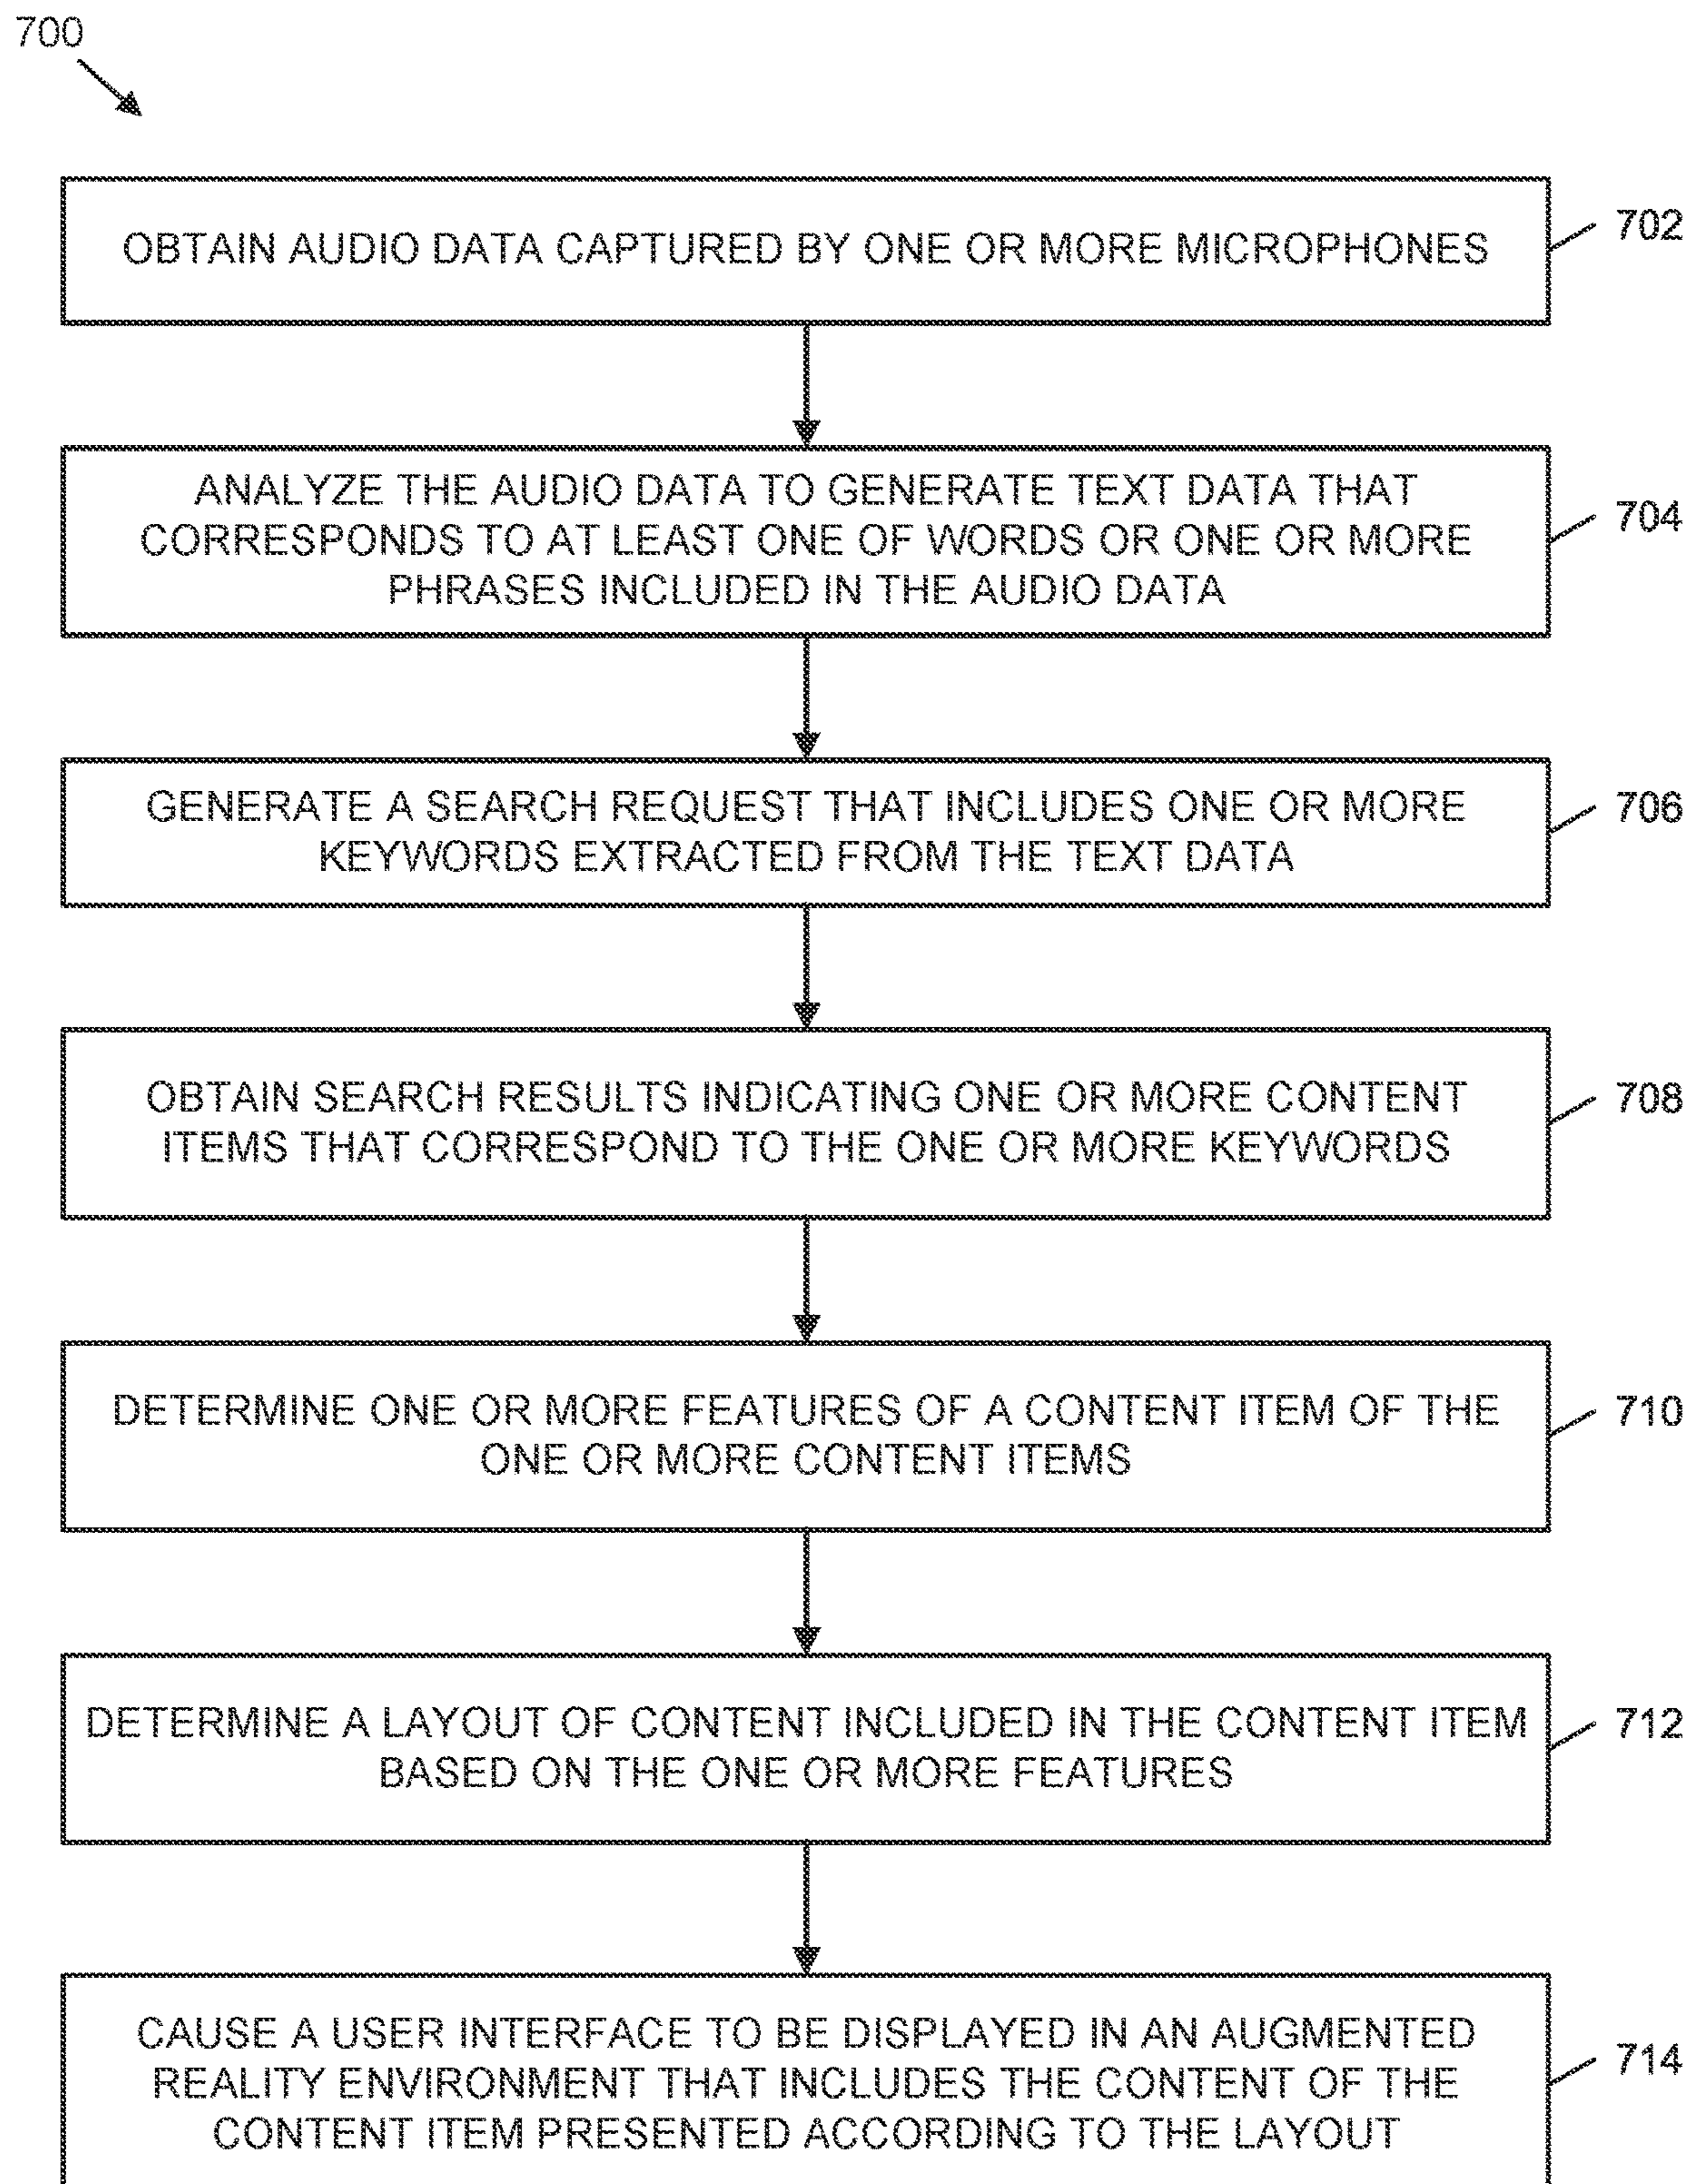 700
OBTAIN AUDIO DATA CAPTURED BY ONE OR MORE MICROPHONES
702
ANALYZE THE AUDIO DATA TO GENERATE TEXT DATA THAT
CORRESPONDS TO AT LEAST ONE OF WORDS OR ONE OR MORE
PHRASES INCLUDED IN THE AUDIO DATA
704
GENERATE A SEARCH REQUEST THAT INCLUDES ONE OR MORE
KEYWORDS EXTRACTED FROM THE TEXT DATA
706
OBTAIN SEARCH RESULTS INDICATING ONE OR MORE CONTENT
ITEMS THAT CORRESPOND TO THE ONE OR MORE KEYWORDS
708
DETERMINE ONE OR MORE FEATURES OF A CONTENT ITEM OF THE
ONE OR MORE CONTENT ITEMS
710
DETERMINE A LAYOUT OF CONTENT INCLUDED IN THE CONTENT ITEM
BASED ON THE ONE OR MORE FEATURES
712
CAUSE A USER INTERFACE TO BE DISPLAYED IN AN AUGMENTED
REALITY ENVIRONMENT THAT INCLUDES THE CONTENT OF THE
CONTENT ITEM PRESENTED ACCORDING TO THE LAYOUT
714